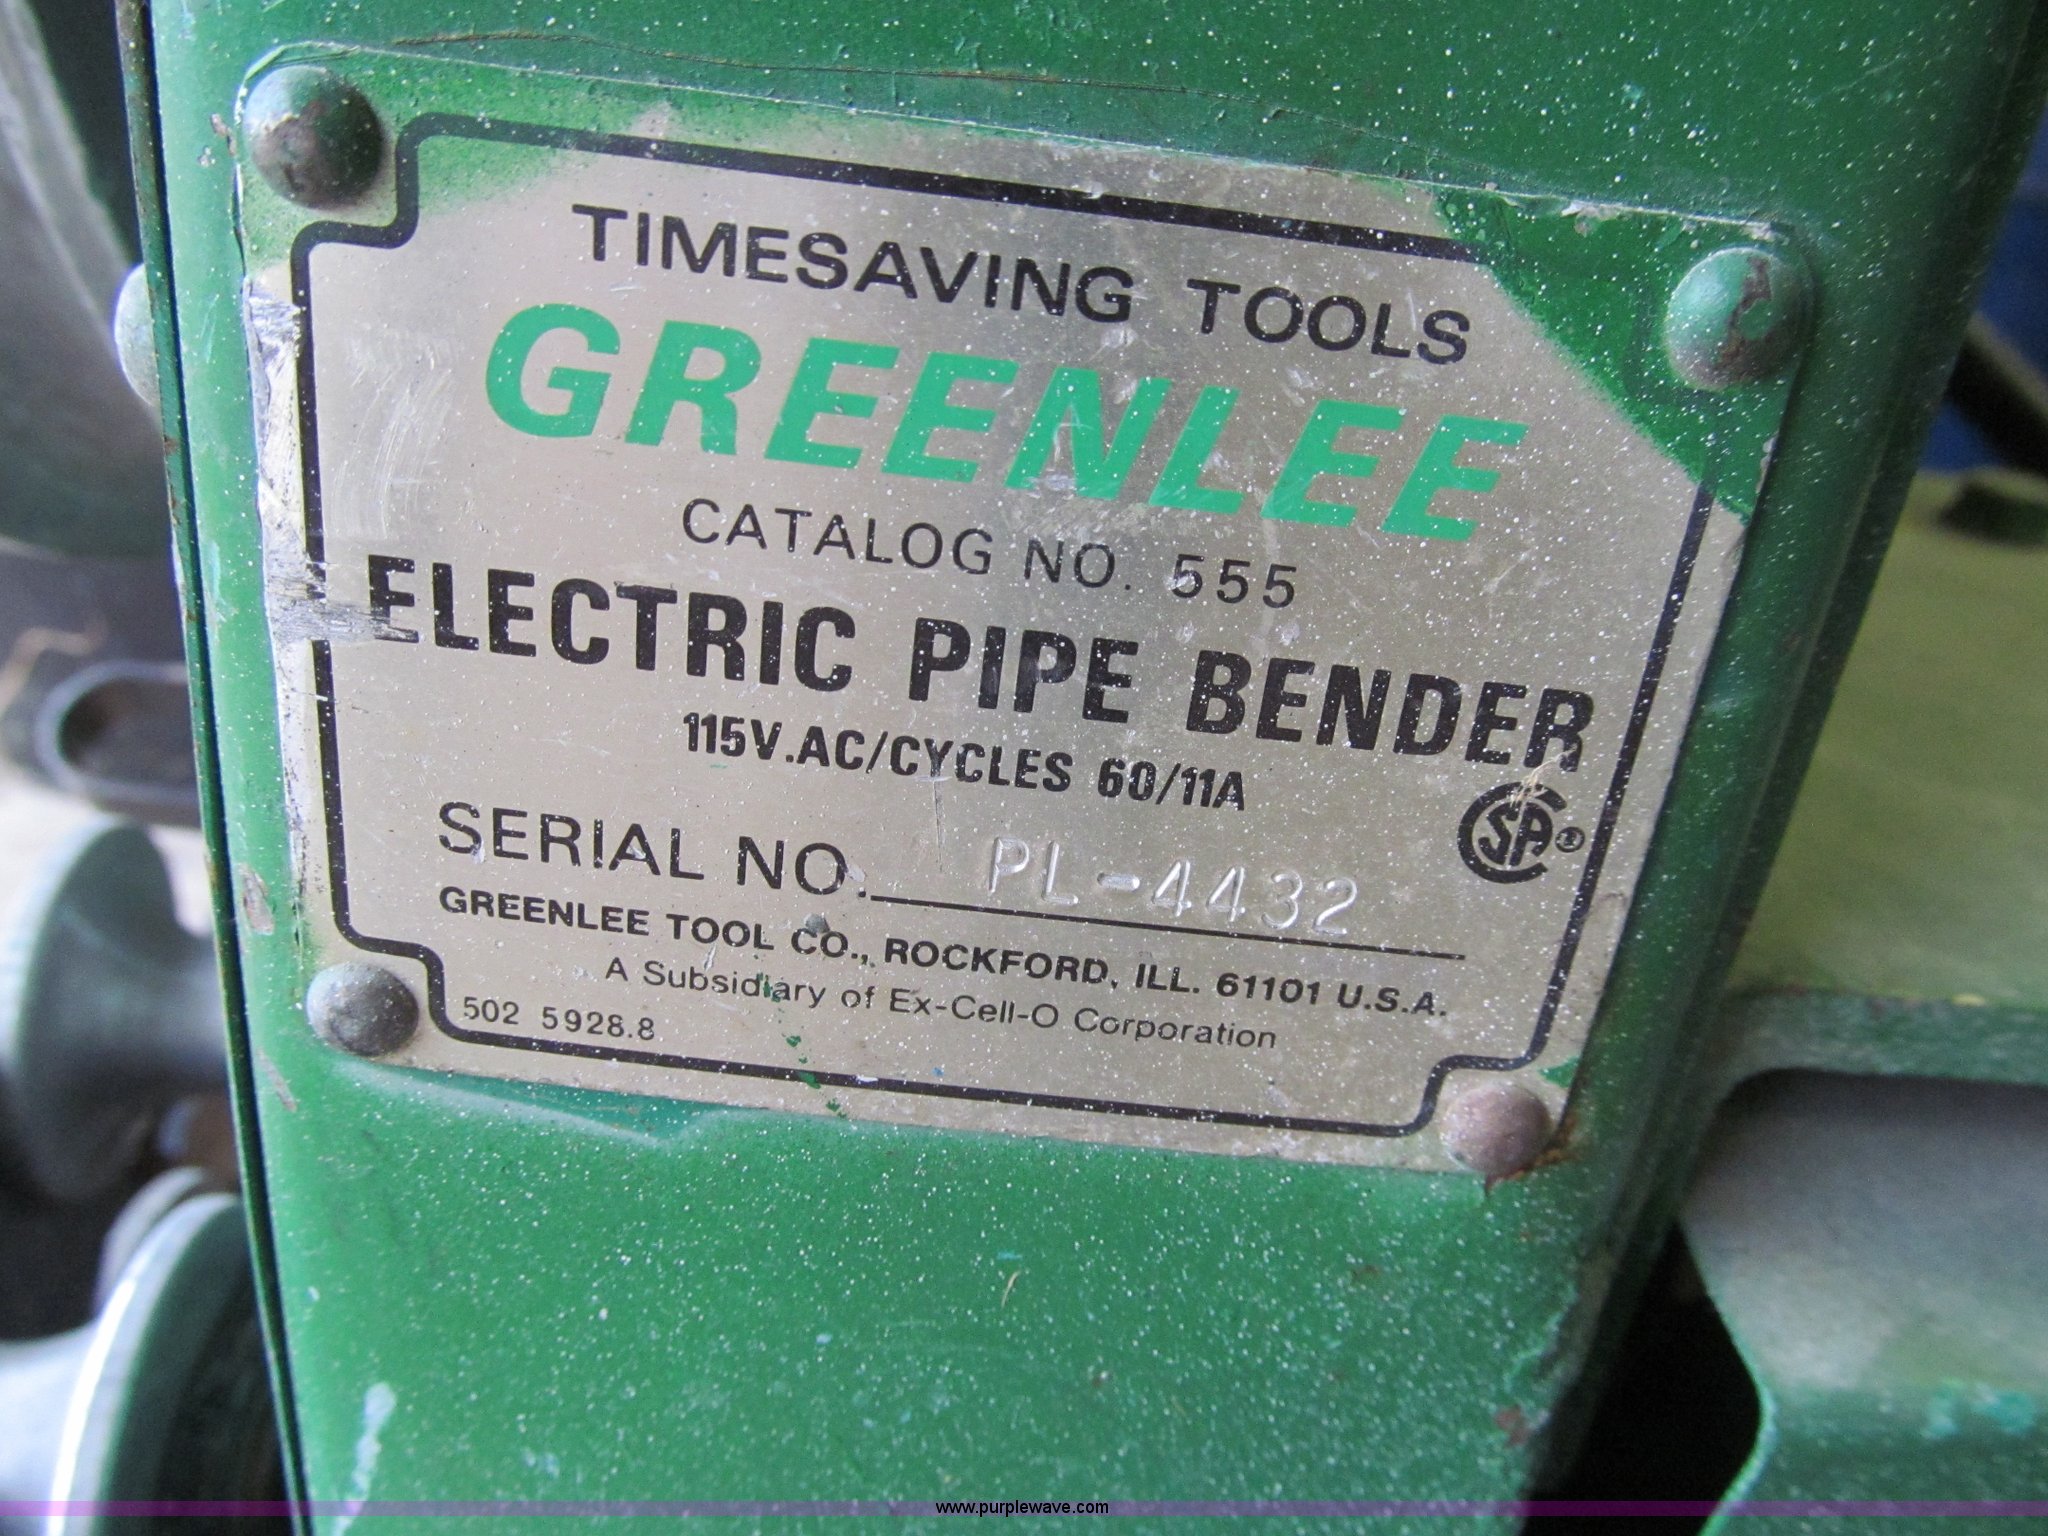 TIMESAVING TOOLS
GREENLEE
CATALOG NO. 555
ELECTRIC PIPE BENDER
115V.AC/CYCLES 60/11A
SA®
SERIAL NO. PL-4432
GREENLEE TOOL CO., ROCKFORD, ILL. 61101 U.S.A.
A Subsidiary of Ex-Cell-O Corporation
502 5928.8
www.purplewave.com